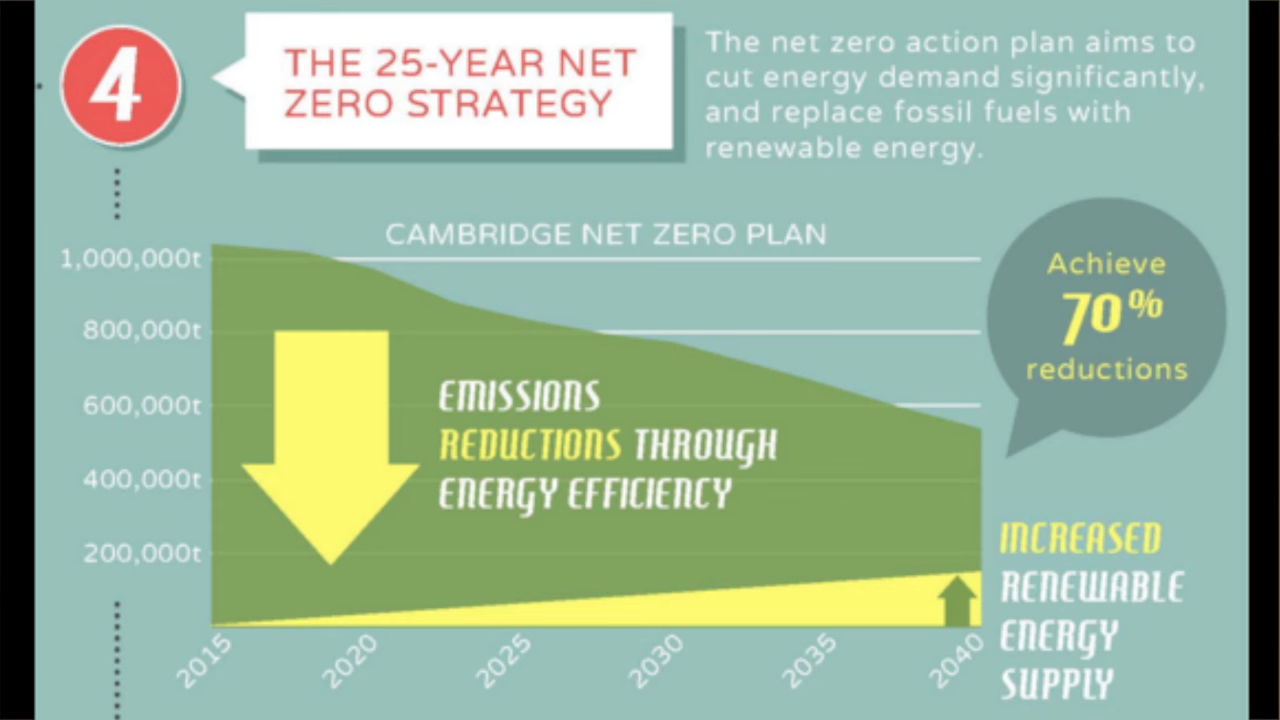 4
THE 25-YEAR NET
ZERO STRATEGY
The net zero action plan aims to
cut energy demand significantly,
and replace fossil fuels with
renewable energy.
CAMBRIDGE NET ZERO PLAN
1,000,000t
800,000t
600,000t
400,000t
200,000t
EMISSIONS
REDUCTIONS THROUGH
ENERGY EFFICIENCY
Achieve
70%
reductions
INCREASED
RENEWABLE
ENERGY
SUPPLY
2015
2020
2025
2030
2035
2040